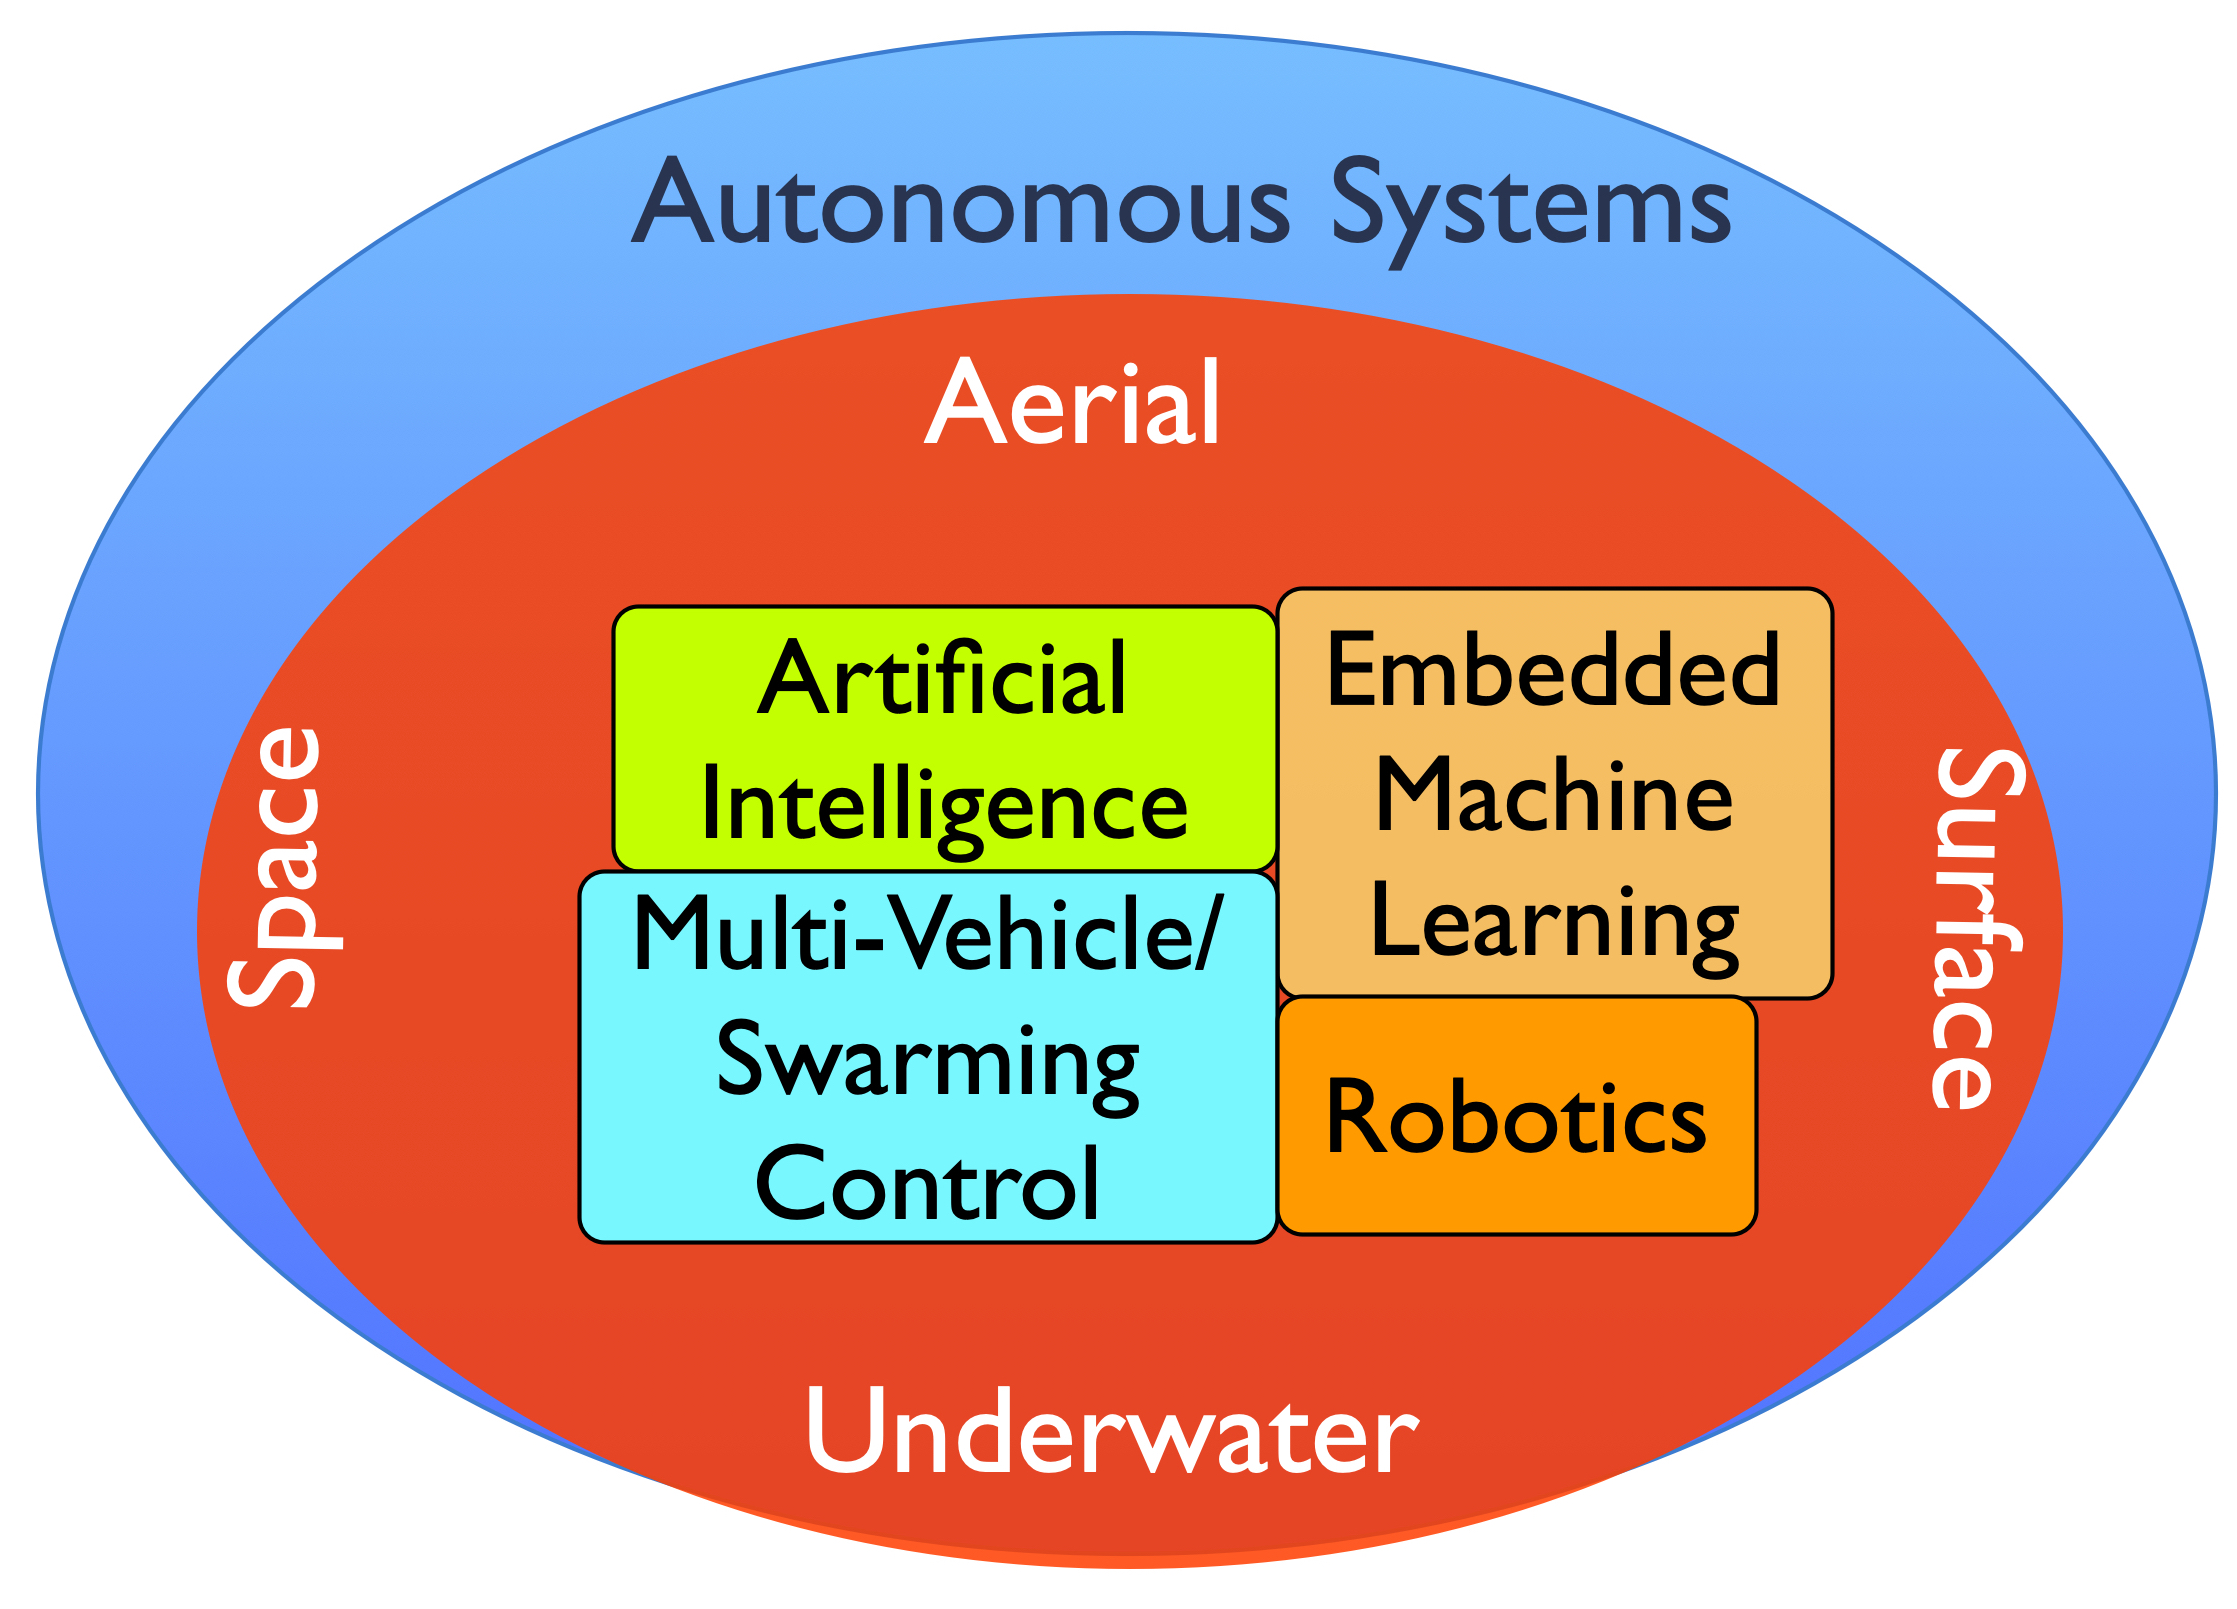 Autonomous Systems
Aerial
Space
Artificial
Intelligence
Embedded
Machine
Learning
Multi-Vehicle/
Swarming
Control
Robotics
Surface
Underwater